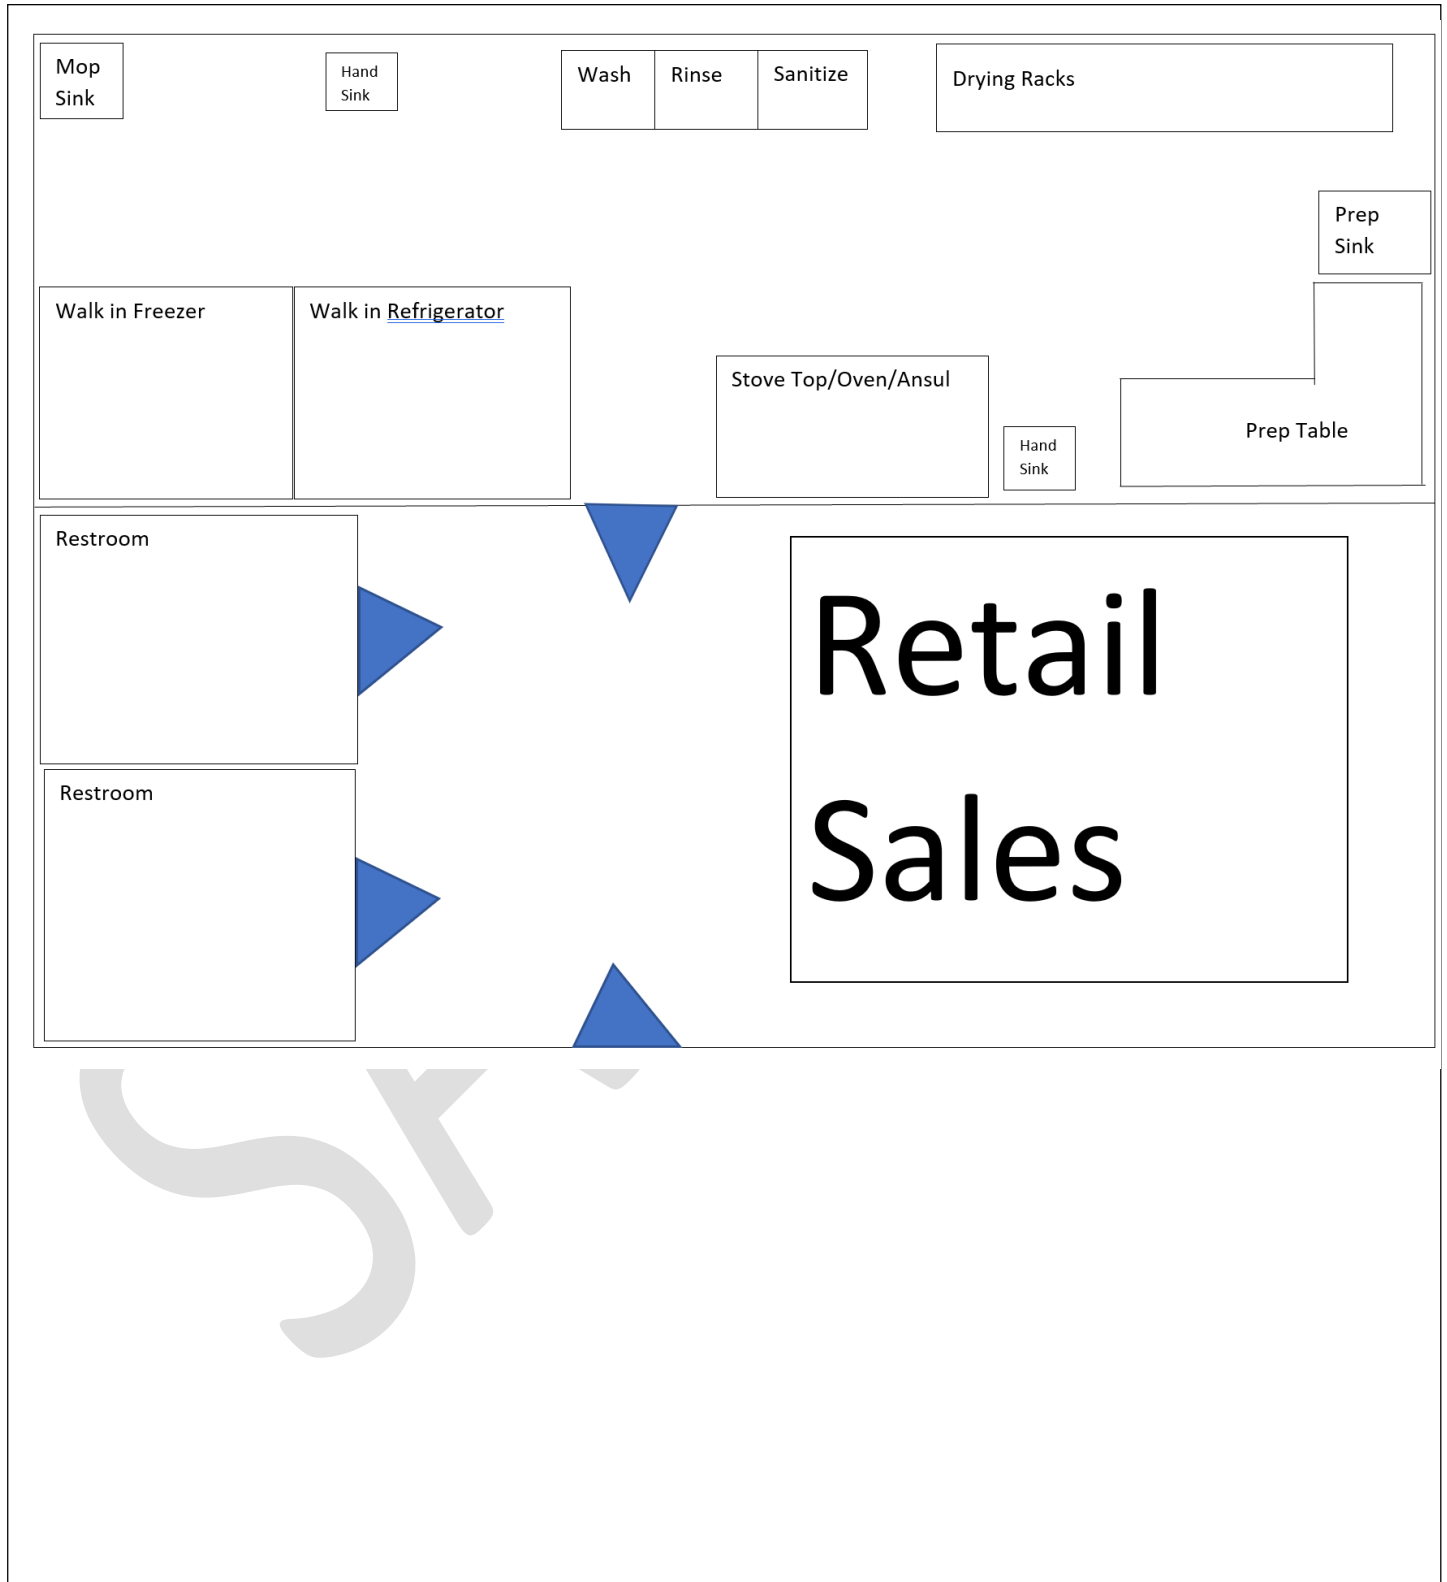 Mop
Sink
Hand
Sink
Wash
Rinse
Sanitize
Drying Racks
Prep
Sink
Walk in Freezer
Walk in Refrigerator
Stove Top/Oven/Ansul
Hand
Sink
Prep Table
Restroom
Retail
Sales
Restroom